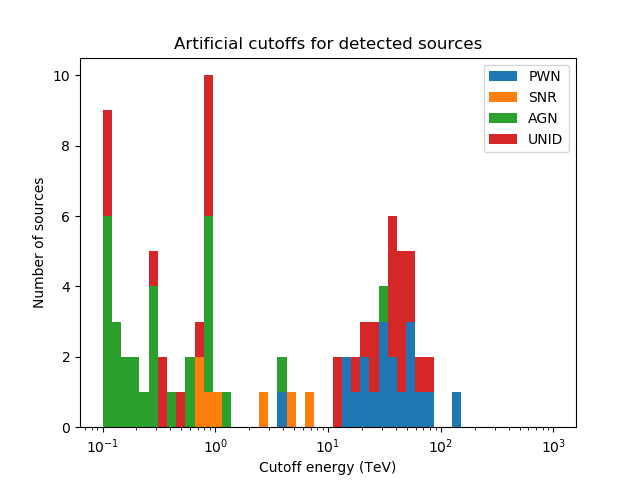 Artificial cutoffs for detected sources
PWN
SNR
AGN
UNID
10
8
6
4
2
0
Number of sources
10⁻¹ 10⁰ 10¹ 10² 10³
Cutoff energy (TeV)